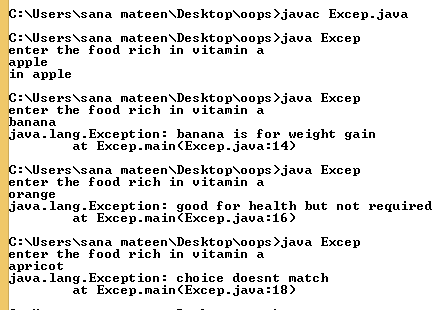 C:\Users\sana mateen\Desktop\oops>javac Excep.java
C:\Users\sana mateen\Desktop\oops>java Excep
enter the food rich in vitamin a
apple
in apple
C:\Users\sana mateen\Desktop\oops>java Excep
enter the food rich in vitamin a
banana
java.lang.Exception: banana is for weight gain
        at Excep.main(Excep.java:14)
C:\Users\sana mateen\Desktop\oops>java Excep
enter the food rich in vitamin a
orange
java.lang.Exception: good for health but not required
        at Excep.main(Excep.java:16)
C:\Users\sana mateen\Desktop\oops>java Excep
enter the food rich in vitamin a
apricot
java.lang.Exception: choice doesnt match
        at Excep.main(Excep.java:18)